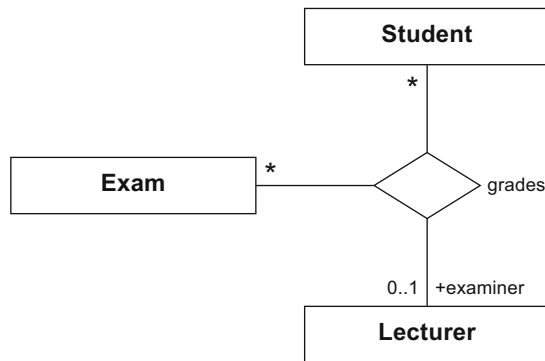 Student
*
Exam
*
grades
0..1 +examiner
Lecturer